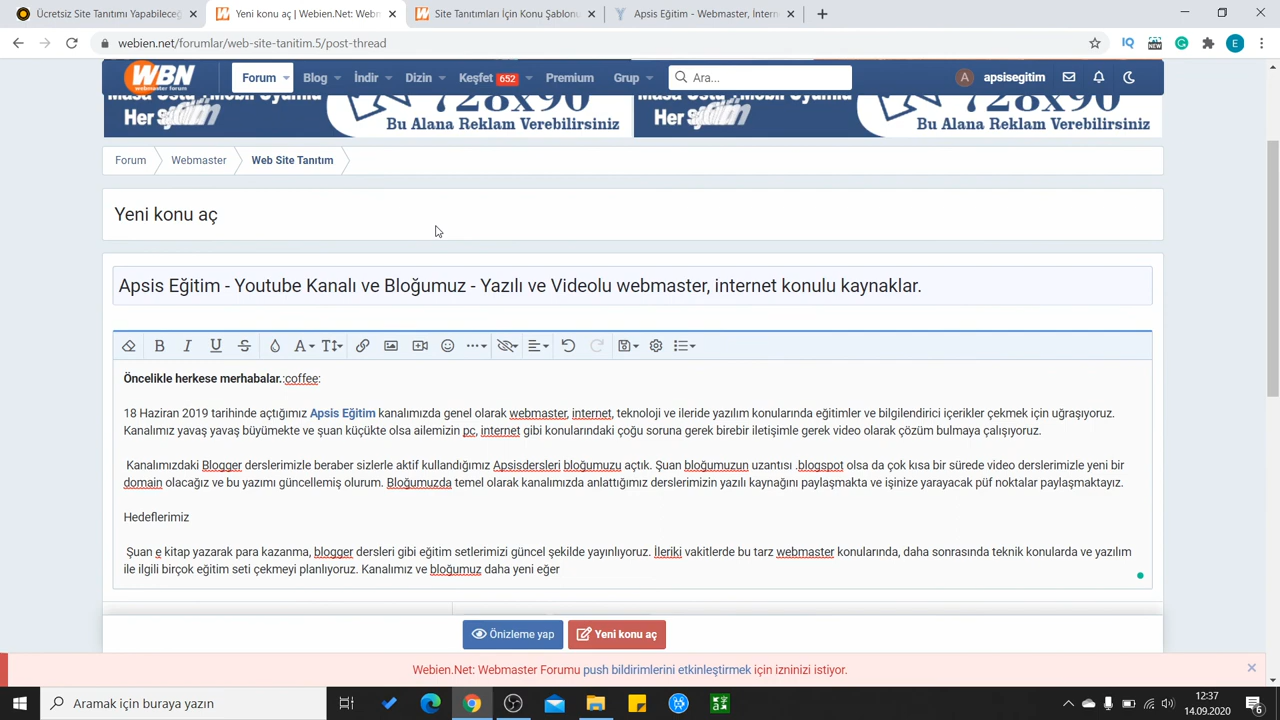 Ücretsiz Site Tanıtımı Yapabileceğ
Yeni konu aç | Webien.Net: Webm
Site Tanıtımları İçin Konu Şablonu
Apsis Eğitim - Webmaster, İntern
webien.net/forumlar/web-site-tanitim.5/post-thread
WBN
webmaster forum
Forum
Blog
İndir
Dizin
Keşfet 652
Premium
Grup
Ara...
A apsisegitim
728x90
Bu Alana Reklam Verebilirsiniz
728x90
Bu Alana Reklam Verebilirsiniz
Forum
Webmaster
Web Site Tanıtım
Yeni konu aç
Apsis Eğitim - Youtube Kanalı ve Bloğumuz - Yazılı ve Videolu webmaster, internet konulu kaynaklar.
Öncelikle herkese merhabalar.:coffee:
18 Haziran 2019 tarihinde açtığımız Apsis Eğitim kanalımızda genel olarak webmaster, internet, teknoloji ve ileride yazılım konularında eğitimler ve bilgilendirici içerikler çekmek için uğraşıyoruz.
Kanalımız yavaş yavaş büyümekte ve şuan küçükte olsa ailemizin pc, internet gibi konularındaki çoğu soruna gerek birebir iletişimle gerek video olarak çözüm bulmaya çalışıyoruz.
Kanalımızdaki Blogger derslerimizle beraber sizlerle aktif kullandığımız Apsisdersleri bloğumuzu açtık. Şuan bloğumuzun uzantısı .blogspot olsa da çok kısa bir sürede video derslerimizle yeni bir
domain olacağız ve bu yazımı güncellemiş olurum. Bloğumuzda temel olarak kanalımızda anlattığımız derslerimizin yazılı kaynağını paylaşmakta ve işinize yarayacak püf noktalar paylaşmaktayız.
Hedeflerimiz
Şuan e kitap yazarak para kazanma, blogger dersleri gibi eğitim setlerimizi güncel şekilde yayınlıyoruz. İleriki vakitlerde bu tarz webmaster konularında, daha sonrasında teknik konularda ve yazılım
ile ilgili birçok eğitim seti çekmeyi planlıyoruz. Kanalımız ve bloğumuz daha yeni eğer
Önizleme yap
Yeni konu aç
Webien.Net: Webmaster Forumu push bildirimlerini etkinleştirmek için izninizi istiyor.
Aramak için buraya yazın
12:37
14.09.2020
6